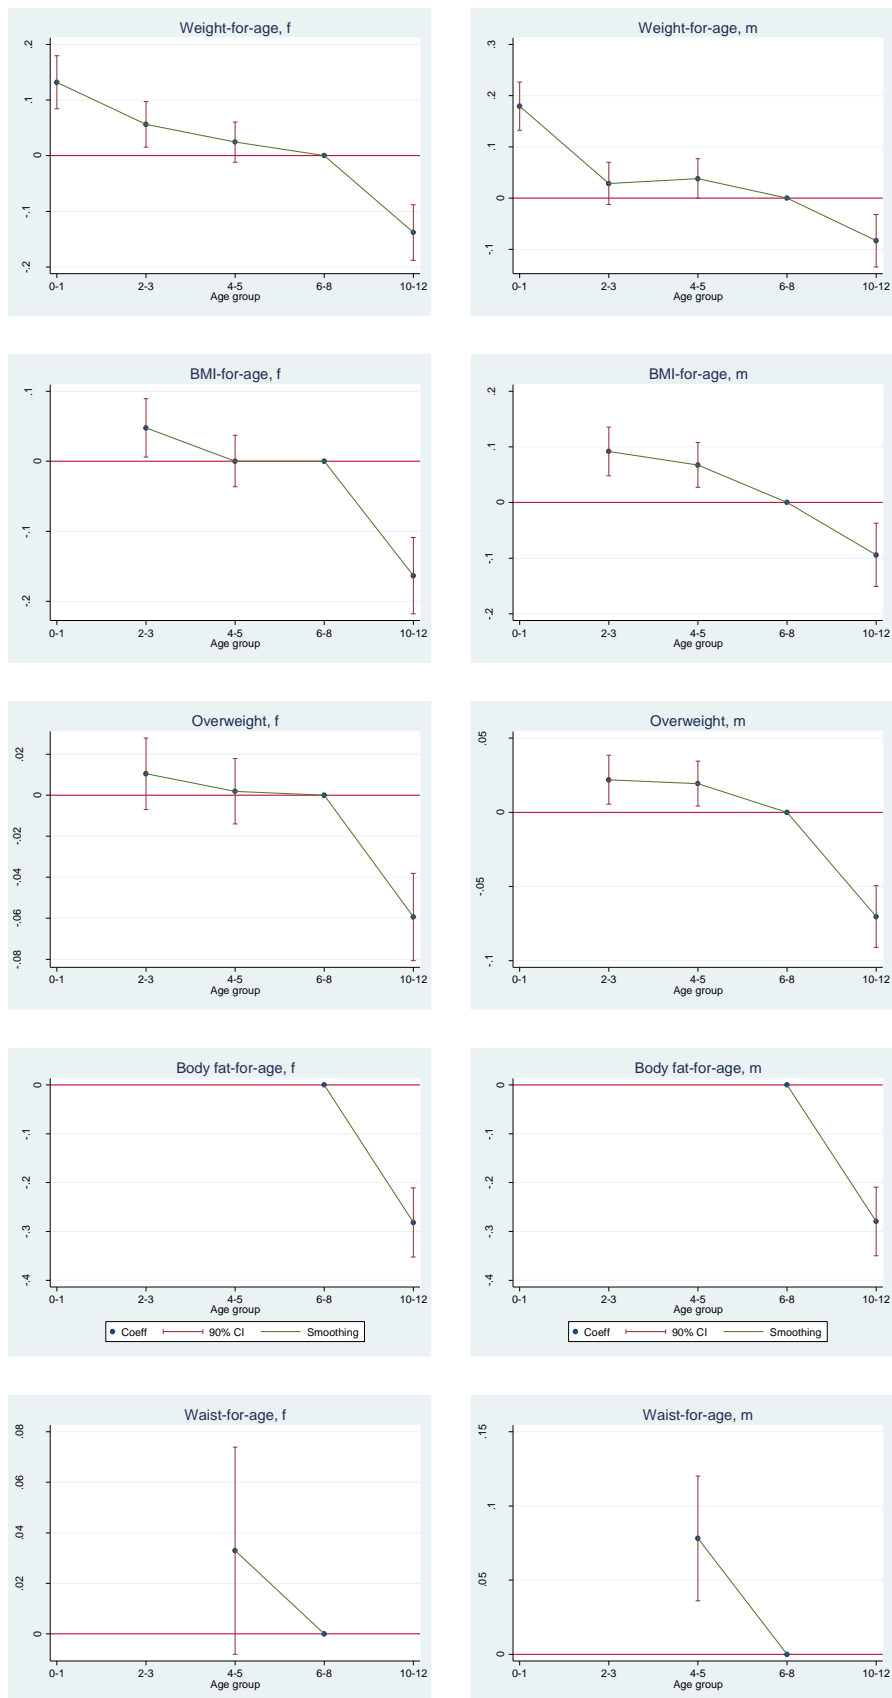 Weight-for-age, f
.2
.1
0
-.1
-.2
0-1 2-3 4-5 6-8 10-12
Age group
Weight-for-age, m
.3
.2
.1
0
-.1
0-1 2-3 4-5 6-8 10-12
Age group
BMI-for-age, f
.1
0
-.1
-.2
0-1 2-3 4-5 6-8 10-12
Age group
BMI-for-age, m
.2
.1
0
-.1
-.2
0-1 2-3 4-5 6-8 10-12
Age group
Overweight, f
.02
0
-.02
-.04
-.06
-.08
0-1 2-3 4-5 6-8 10-12
Age group
Overweight, m
.05
0
-.05
-.1
0-1 2-3 4-5 6-8 10-12
Age group
Body fat-for-age, f
0
-.1
-.2
-.3
-.4
0-1 2-3 4-5 6-8 10-12
Age group
Coeff 90% CI Smoothing
Body fat-for-age, m
0
-.1
-.2
-.3
-.4
0-1 2-3 4-5 6-8 10-12
Age group
Coeff 90% CI Smoothing
Waist-for-age, f
.08
.06
.04
.02
0
0-1 2-3 4-5 6-8 10-12
Age group
Waist-for-age, m
.15
.1
.05
0
0-1 2-3 4-5 6-8 10-12
Age group